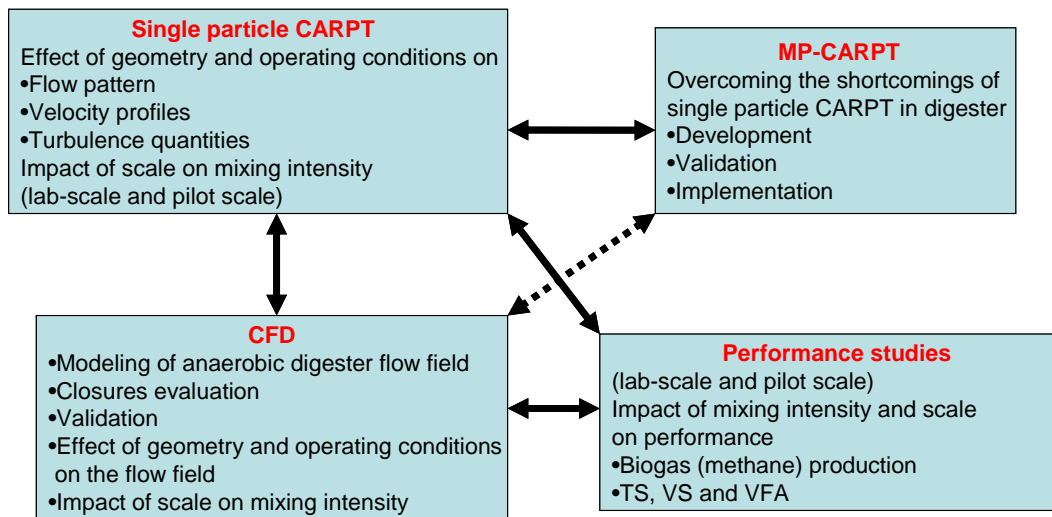 Single particle CARPT
Effect of geometry and operating conditions on
•Flow pattern
•Velocity profiles
•Turbulence quantities
Impact of scale on mixing intensity
(lab-scale and pilot scale)
MP-CARPT
Overcoming the shortcomings of
single particle CARPT in digester
•Development
•Validation
•Implementation
CFD
•Modeling of anaerobic digester flow field
•Closures evaluation
•Validation
•Effect of geometry and operating conditions
on the flow field
•Impact of scale on mixing intensity
Performance studies
(lab-scale and pilot scale)
Impact of mixing intensity and scale
on performance
•Biogas (methane) production
•TS, VS and VFA